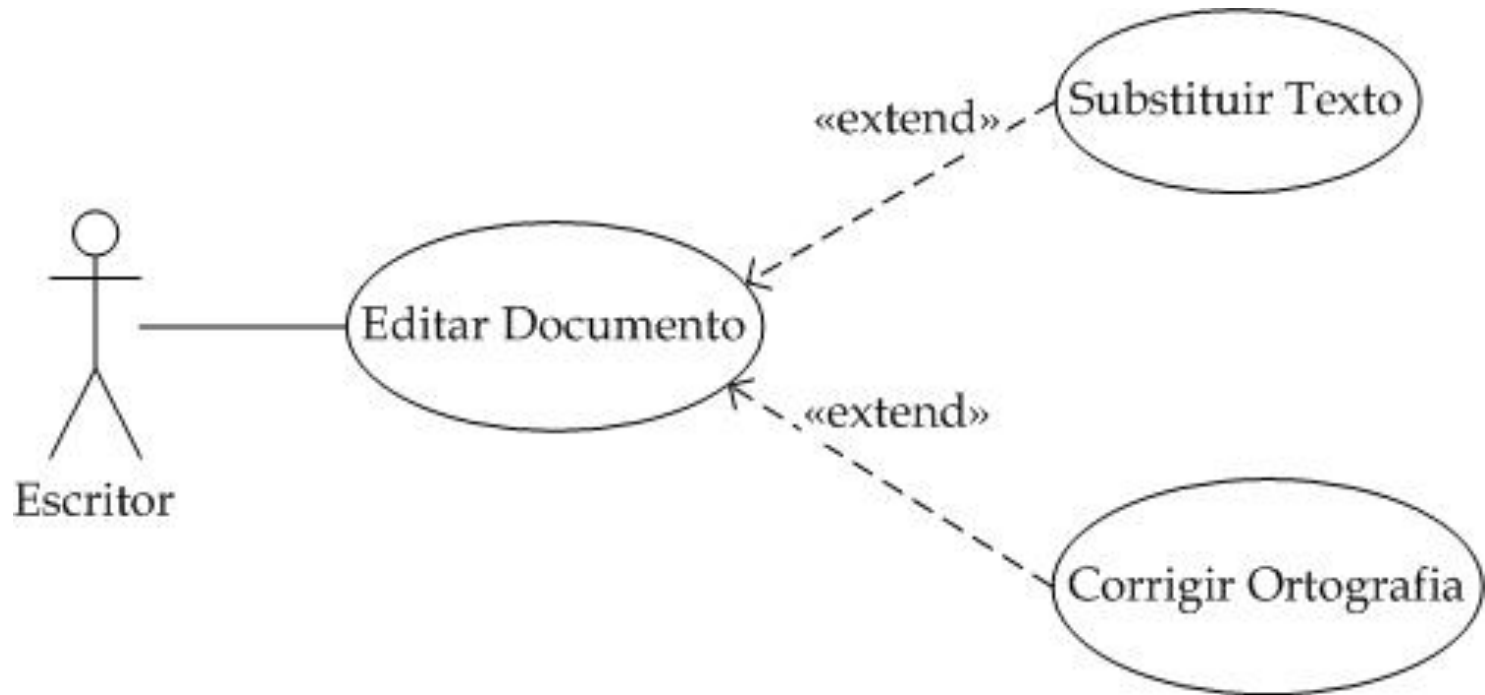 Substituir Texto
«extend»
Editar Documento
«extend»
Escritor
Corrigir Ortografia